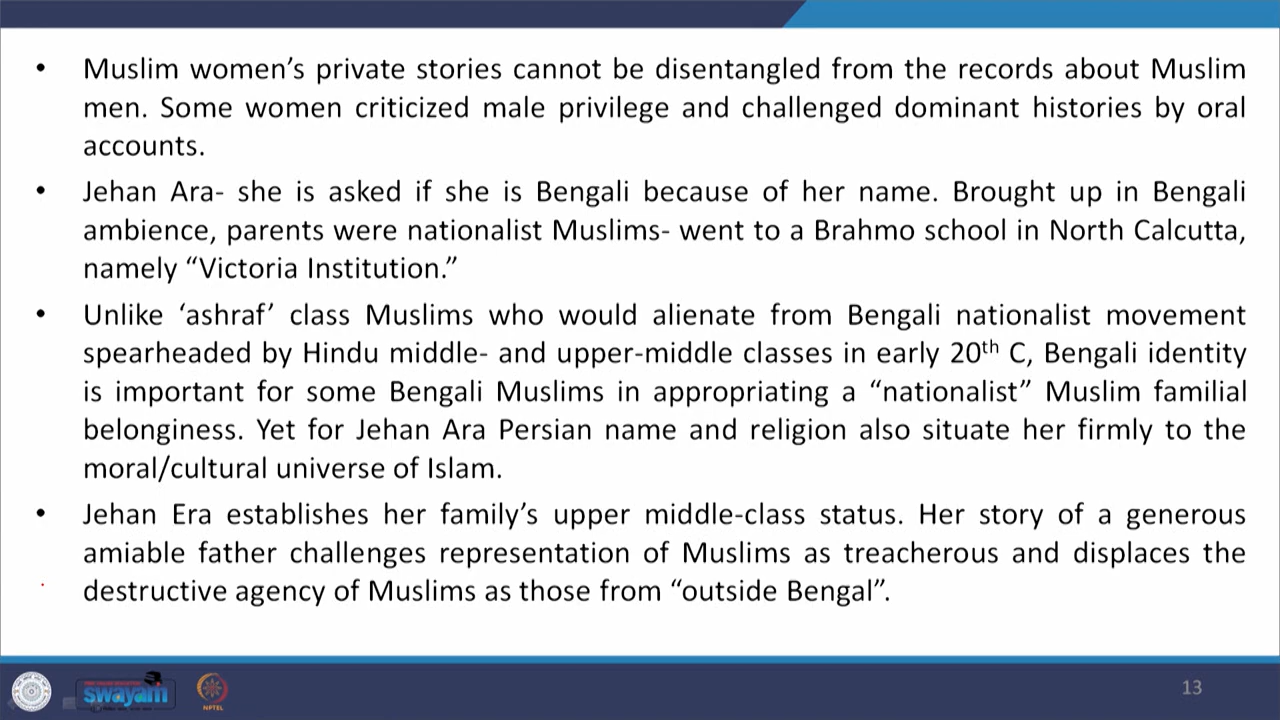 • Muslim women’s private stories cannot be disentangled from the records about Muslim
men. Some women criticized male privilege and challenged dominant histories by oral
accounts.
• Jehan Ara- she is asked if she is Bengali because of her name. Brought up in Bengali
ambience, parents were nationalist Muslims- went to a Brahmo school in North Calcutta,
namely “Victoria Institution.”
• Unlike ‘ashraf’ class Muslims who would alienate from Bengali nationalist movement
spearheaded by Hindu middle- and upper-middle classes in early 20th C, Bengali identity
is important for some Bengali Muslims in appropriating a “nationalist” Muslim familial
belonginess. Yet for Jehan Ara Persian name and religion also situate her firmly to the
moral/cultural universe of Islam.
• Jehan Era establishes her family’s upper middle-class status. Her story of a generous
amiable father challenges representation of Muslims as treacherous and displaces the
destructive agency of Muslims as those from “outside Bengal”.
swayam
NPTEL
13